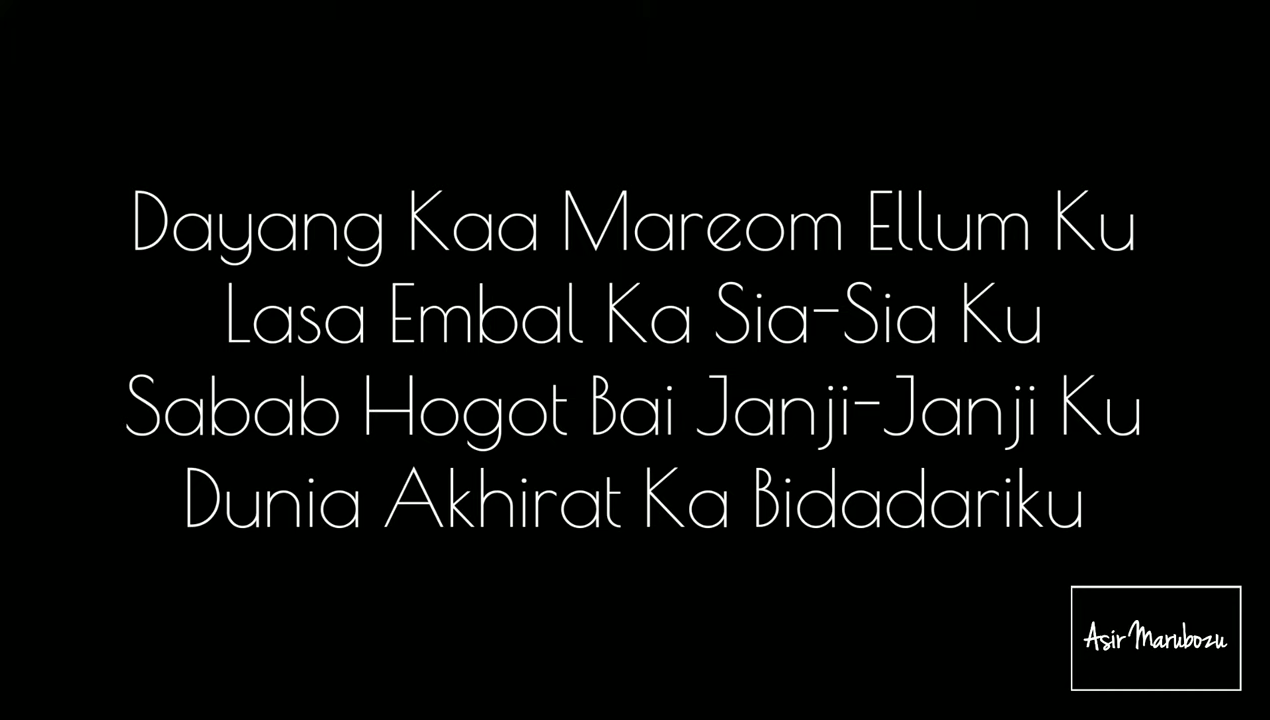 Dayang Kaa Mareom Ellum Ku
Lasa Embal Ka Sia-Sia Ku
Sabab Hogot Bai Janji-Janji Ku
Dunia Akhirat Ka Bidadariku
Asir Marubozu